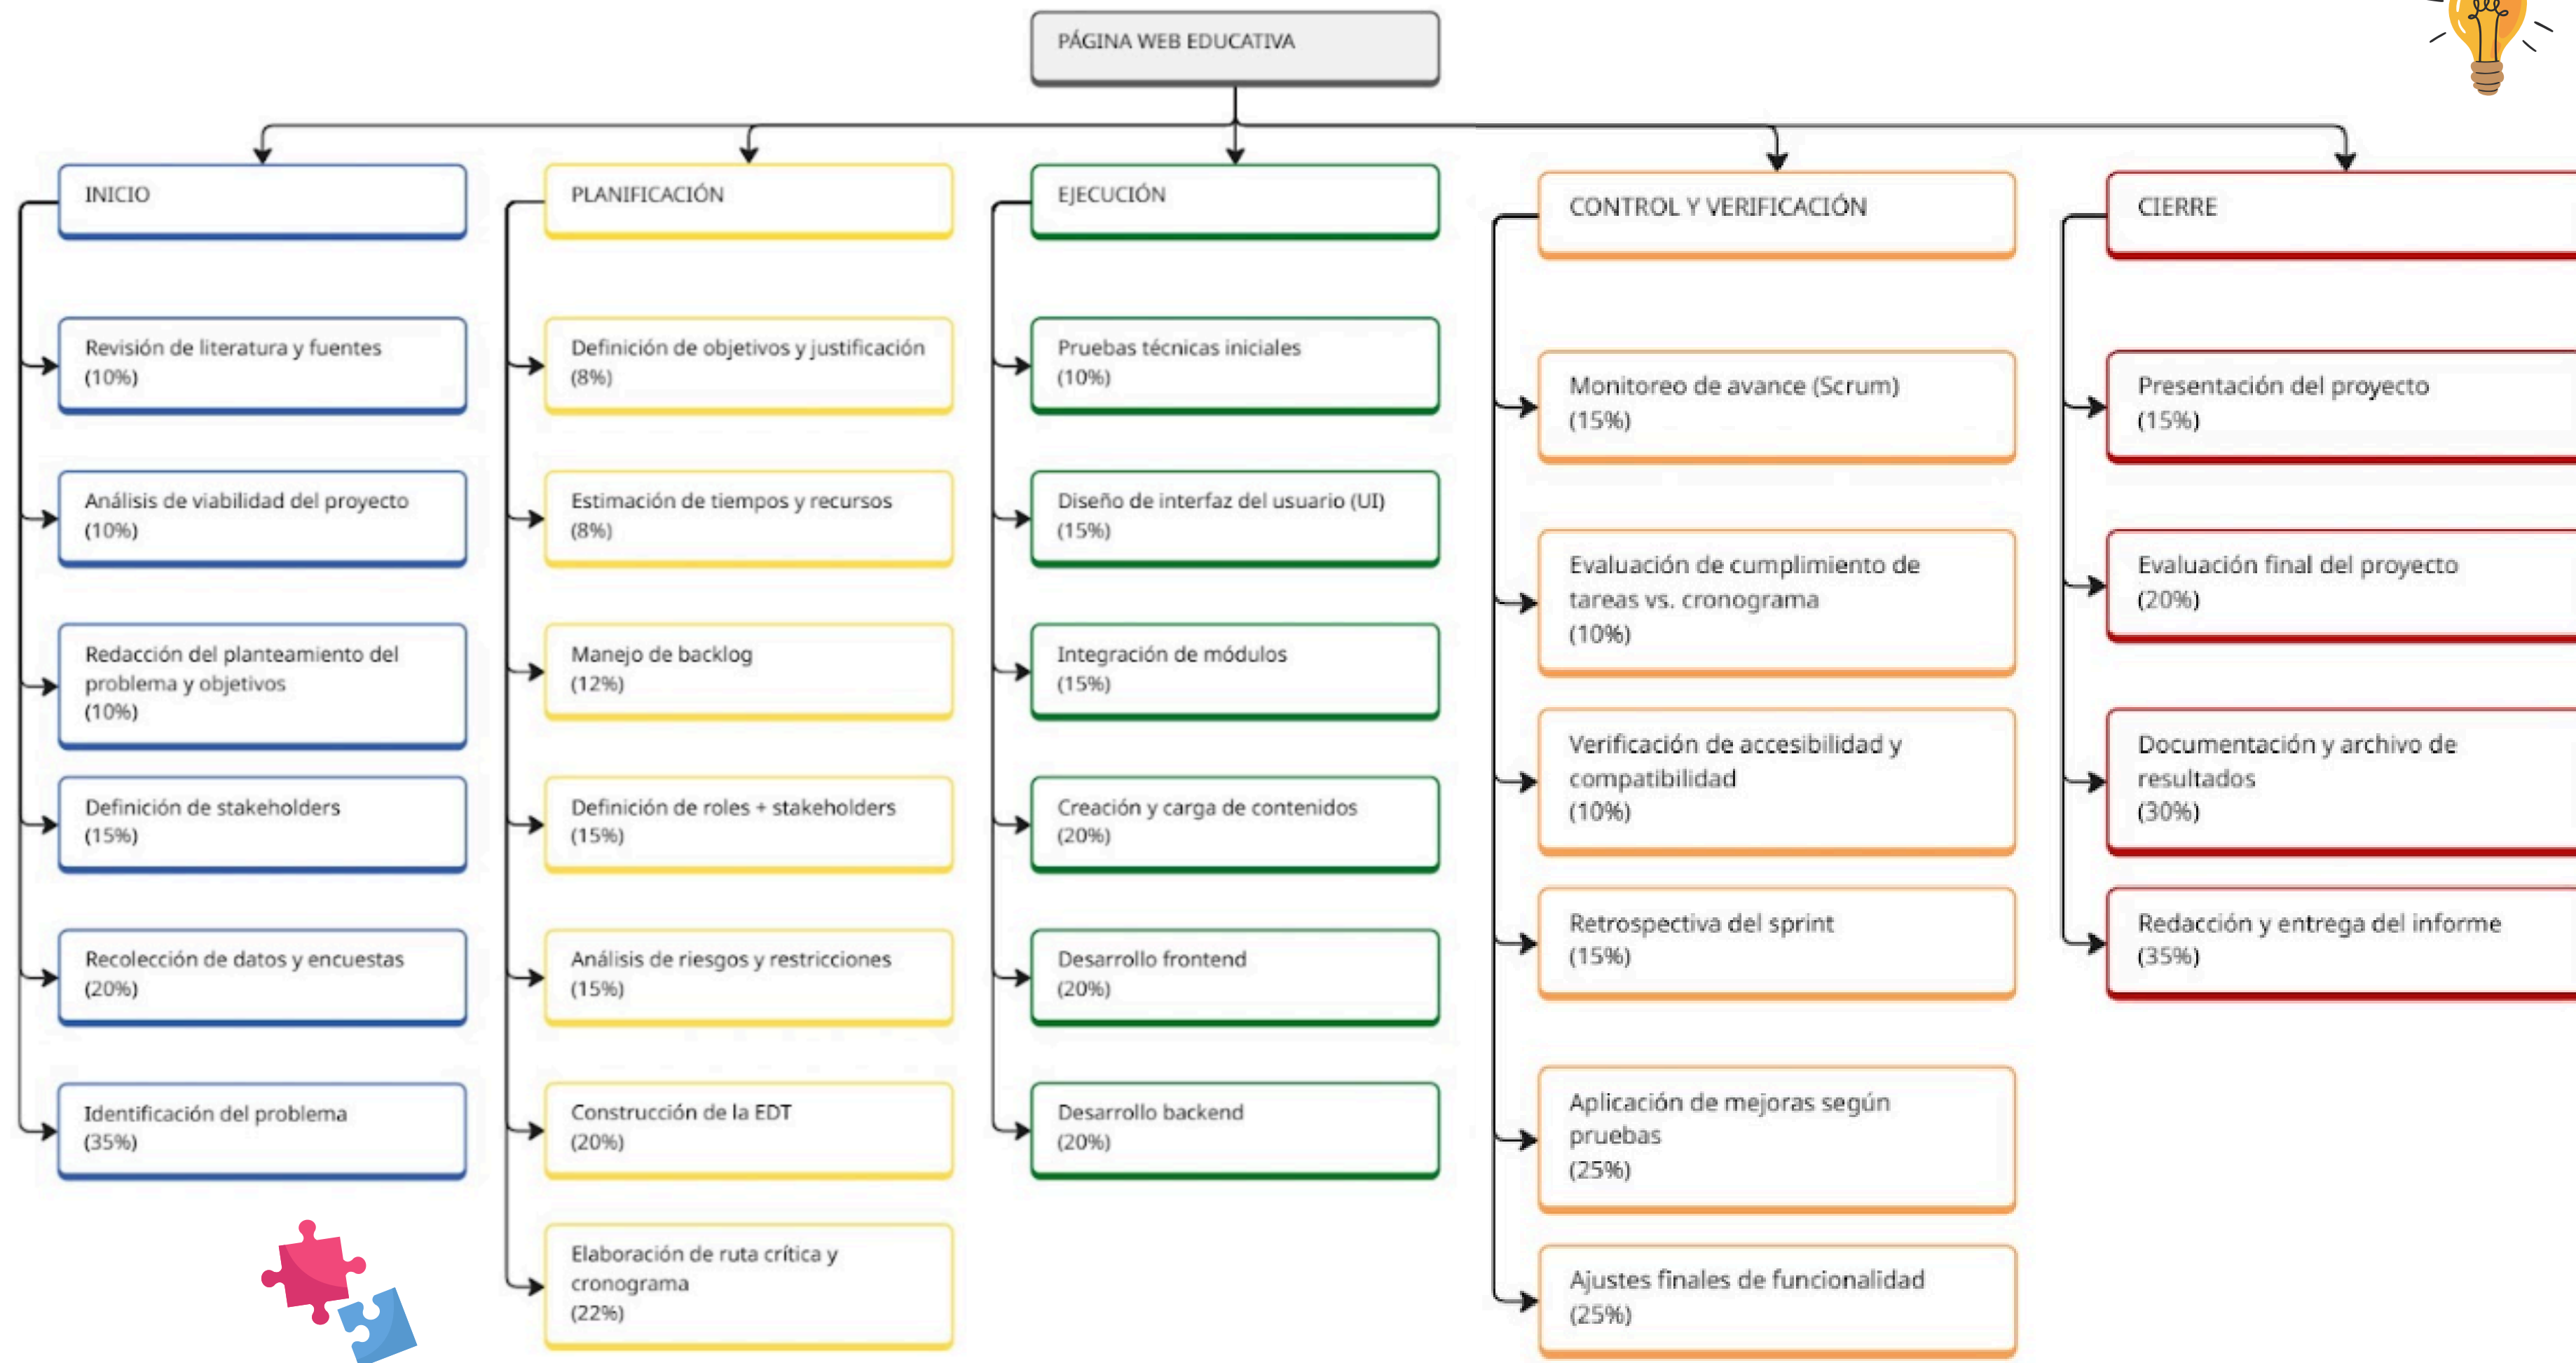 PÁGINA WEB EDUCATIVA
INICIO
Revisión de literatura y fuentes
(10%)
Análisis de viabilidad del proyecto
(10%)
Redacción del planteamiento del
problema y objetivos
(10%)
Definición de stakeholders
(15%)
Recolección de datos y encuestas
(20%)
Identificación del problema
(35%)
PLANIFICACIÓN
Definición de objetivos y justificación
(8%)
Estimación de tiempos y recursos
(8%)
Manejo de backlog
(12%)
Definición de roles + stakeholders
(15%)
Análisis de riesgos y restricciones
(15%)
Construcción de la EDT
(20%)
Elaboración de ruta crítica y
cronograma
(22%)
EJECUCIÓN
Pruebas técnicas iniciales
(10%)
Diseño de interfaz del usuario (UI)
(15%)
Integración de módulos
(15%)
Creación y carga de contenidos
(20%)
Desarrollo frontend
(20%)
Desarrollo backend
(20%)
CONTROL Y VERIFICACIÓN
Monitoreo de avance (Scrum)
(15%)
Evaluación de cumplimiento de
tareas vs. cronograma
(10%)
Verificación de accesibilidad y
compatibilidad
(10%)
Retrospectiva del sprint
(15%)
Aplicación de mejoras según
pruebas
(25%)
Ajustes finales de funcionalidad
(25%)
CIERRE
Presentación del proyecto
(15%)
Evaluación final del proyecto
(20%)
Documentación y archivo de
resultados
(30%)
Redacción y entrega del informe
(35%)